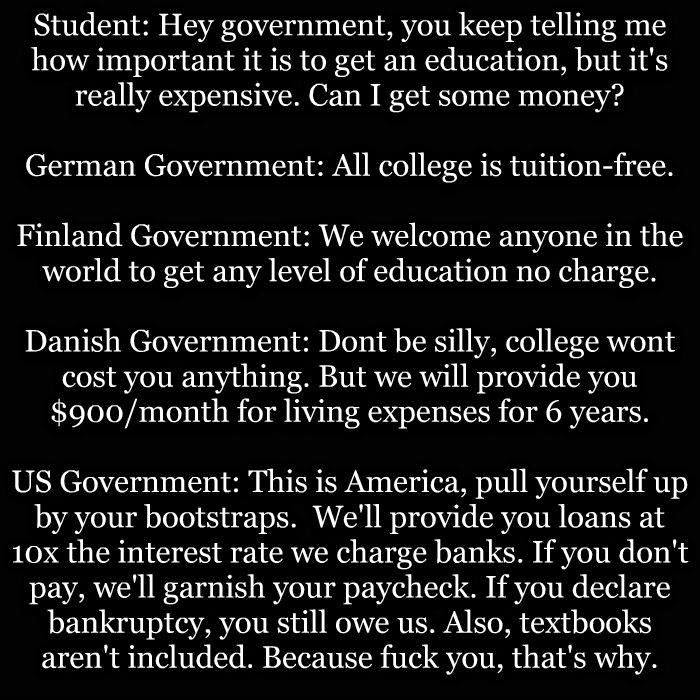 Student: Hey government, you keep telling me
how important it is to get an education, but it's
really expensive. Can I get some money?
German Government: All college is tuition-free.
Finland Government: We welcome anyone in the
world to get any level of education no charge.
Danish Government: Dont be silly, college wont
cost you anything. But we will provide you
$900/month for living expenses for 6 years.
US Government: This is America, pull yourself up
by your bootstraps.  We'll provide you loans at
10x the interest rate we charge banks. If you don't
pay, we'll garnish your paycheck. If you declare
bankruptcy, you still owe us. Also, textbooks
aren't included. Because fuck you, that's why.